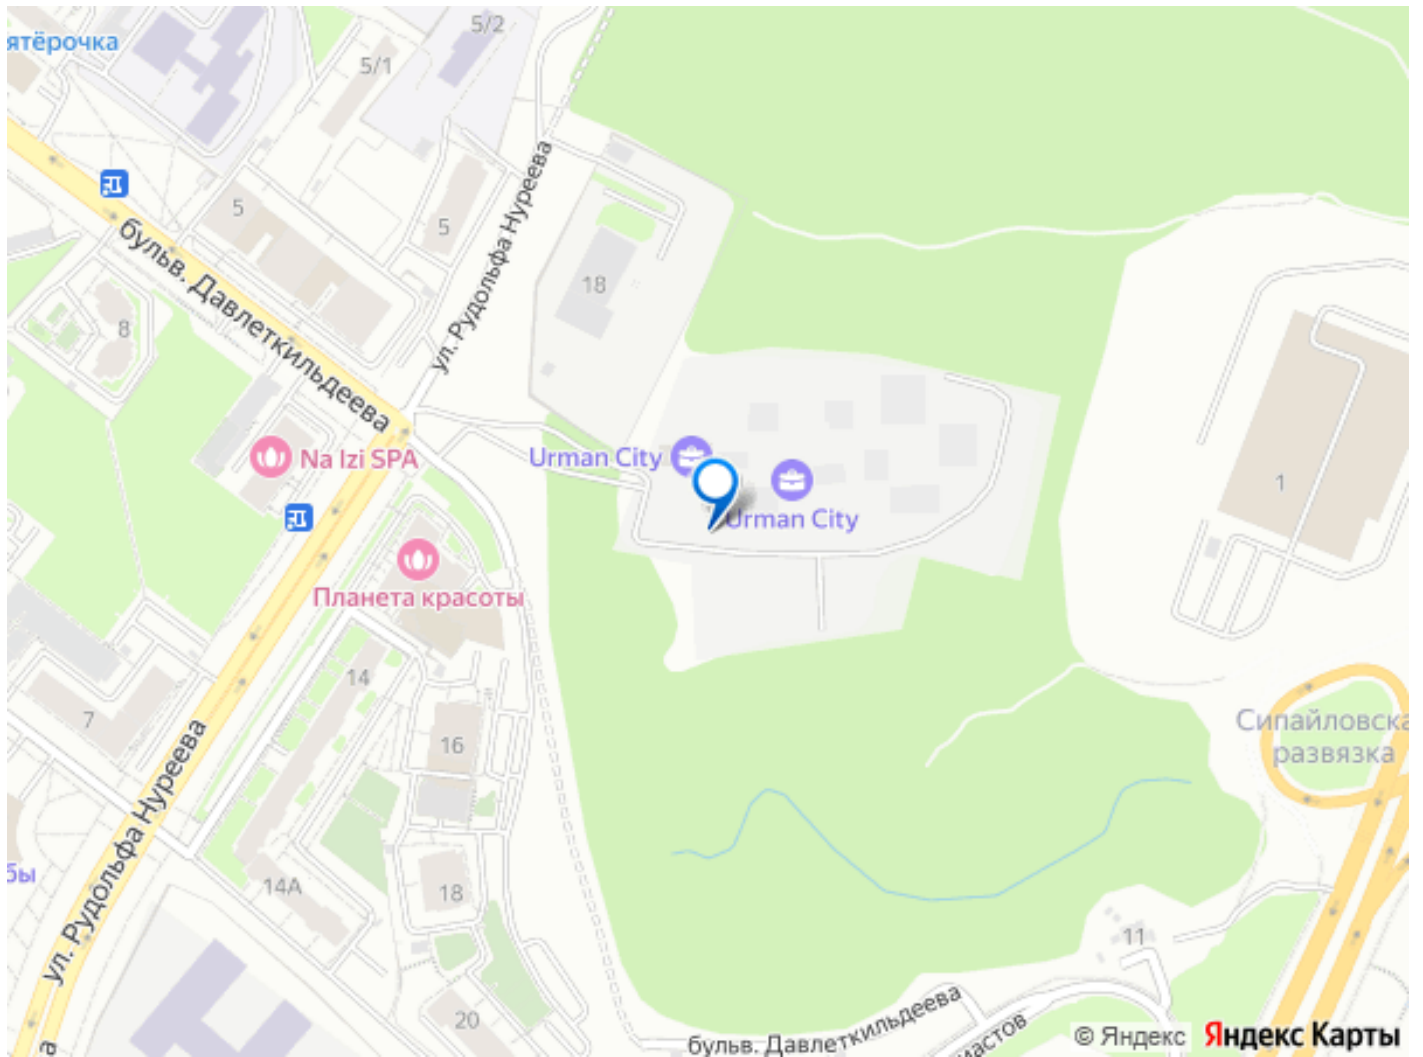 5/2
ятёрочка
5/1
ул. Рудольфа Нуреева
5
5
бульв. Давлеткильдеева
18
8
Na Izi SPA
Urman City
1
Urman City
Планета красоты
14
7
16
Сипайловска
развязка
ул. Рудольфа Нуреева
бы
14А
18
11
20
бульв. Давлеткильдеева
мастов
а
© Яндекс Яндекс Карты